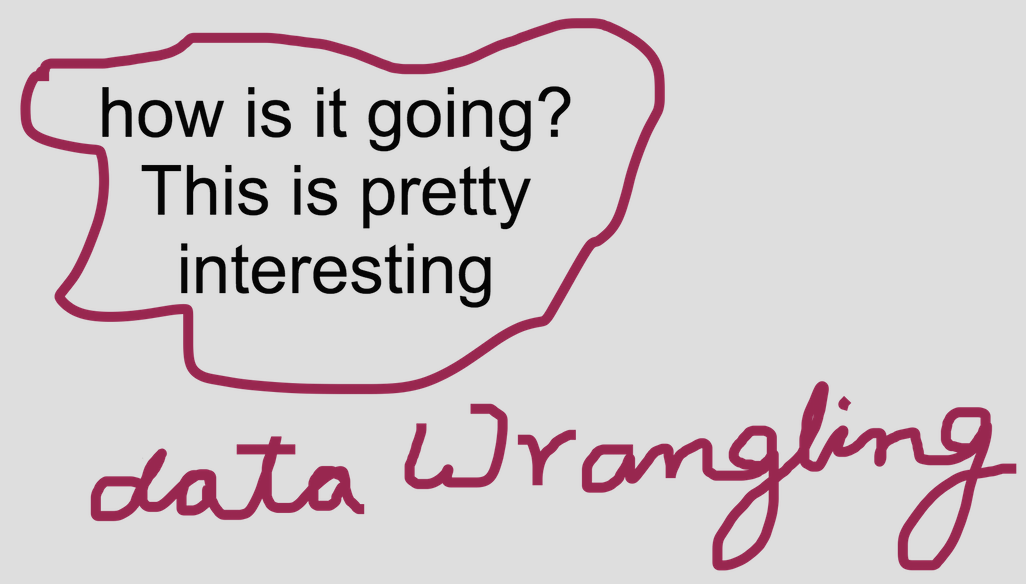 how is it going?
This is pretty
interesting
data Wrangling